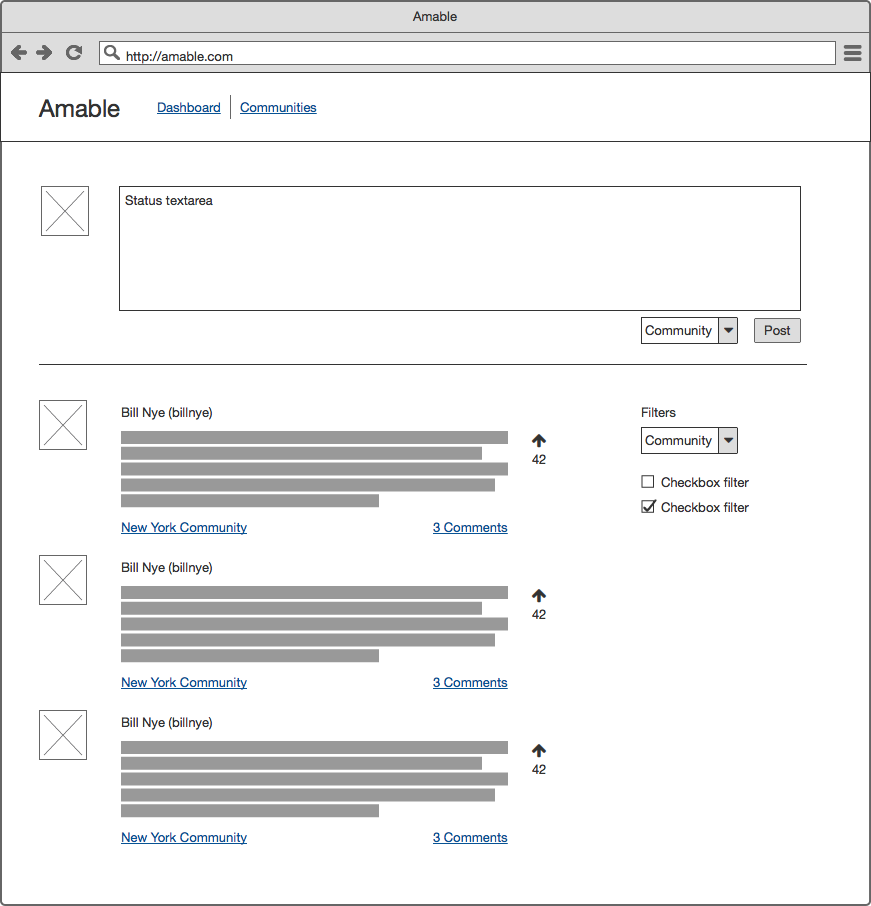 Amable
http://amable.com
Amable Dashboard Communities
Status textarea
Community Post
Bill Nye (billnye)
42
New York Community 3 Comments
Filters
Community
Checkbox filter
Checkbox filter
Bill Nye (billnye)
42
New York Community 3 Comments
Bill Nye (billnye)
42
New York Community 3 Comments